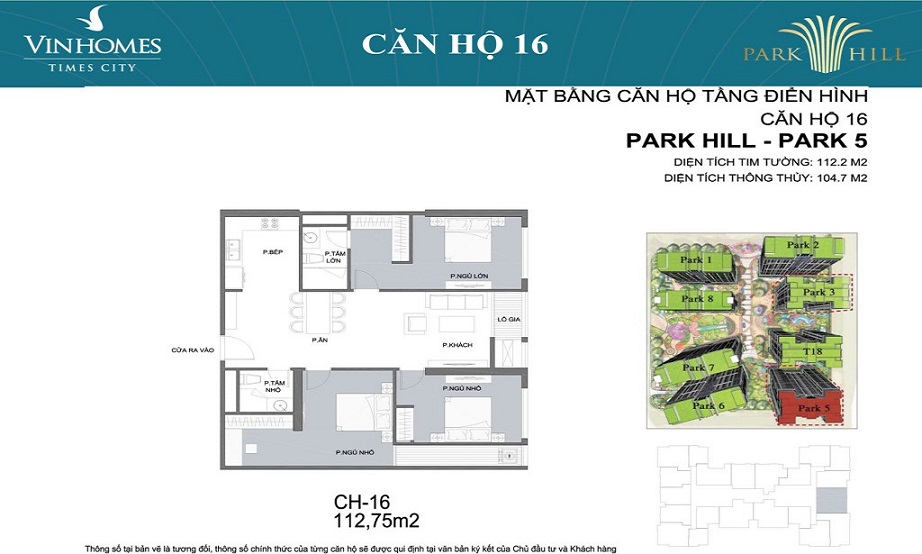 VINHOMES
TIMES CITY
CĂN HỘ 16
PARK HILL
MẶT BẰNG CĂN HỘ TẦNG ĐIỂN HÌNH
CĂN HỘ 16
PARK HILL - PARK 5
DIỆN TÍCH TIM TƯỜNG: 112.2 M2
DIỆN TÍCH THÔNG THỦY: 104.7 M2
P.BẾP
P.TẮM
LỚN
P.NGỦ LỚN
LÔ GIA
P.ĂN
P.KHÁCH
CỬA RA VÀO
P.TẮM
NHỎ
P.NGỦ NHỎ
P.NGỦ NHỎ
Park 1
Park 2
Park 3
Park 8
T18
Park 7
Park 6
Park 5
CH-16
112,75m2
Thông số tại bản vẽ là tương đối, thông số chính thức của từng căn hộ sẽ được qui định tại văn bản ký kết của Chủ đầu tư và Khách hàng